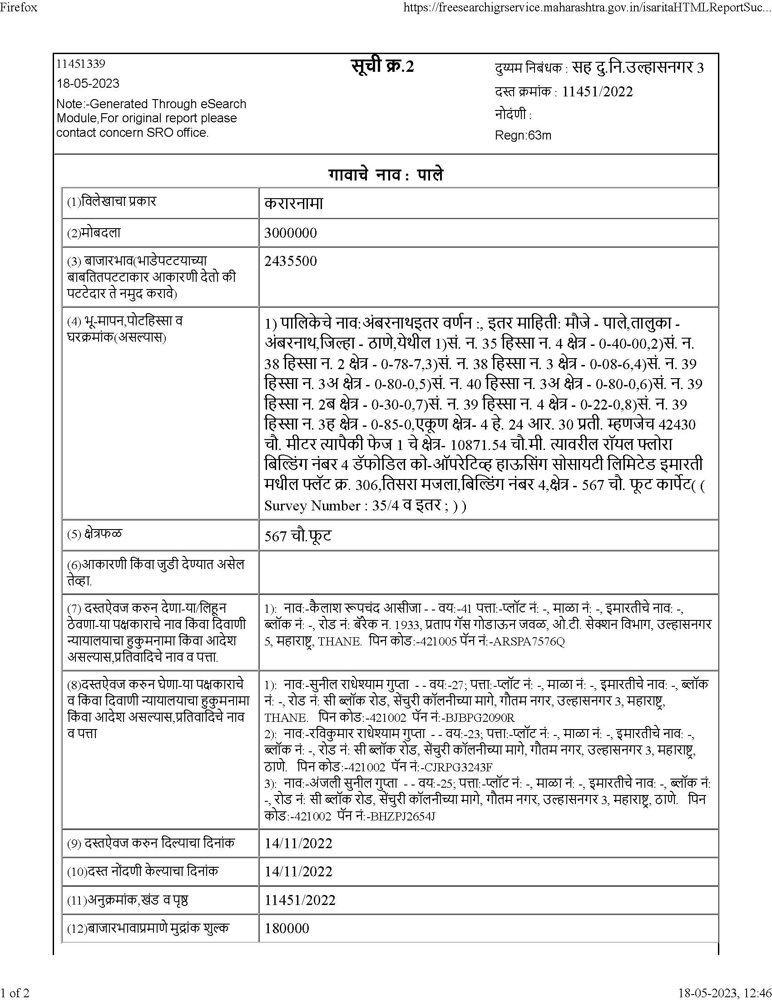 Firefox
https://freesearchigrservice.maharashtra.gov.in/isaritaHTMLReportSuc...
11451339
18-05-2023
Note:-Generated Through eSearch
Module,For original report please
contact concern SRO office.
सूची क्र.2
दुय्यम निबंधक : सह दु.नि.उल्हासनगर 3
दस्त क्रमांक : 11451/2022
नोदंणी :
Regn:63m
गावाचे नाव : पाले
(1)विलेखाचा प्रकार
करारनामा
(2)मोबदला
3000000
(3) बाजारभाव(भाडेपटटयाच्या
बाबतितपटटाकार आकारणी देतो की
पटटेदार ते नमुद करावे)
2435500
(4) भू-मापन,पोटहिस्सा व
घरक्रमांक(असल्यास)
1) पालिकेचे नाव:अंबरनाथइतर वर्णन :, इतर माहिती: मौजे - पाले,तालुका -
अंबरनाथ,जिल्हा - ठाणे,येथील 1)सं. न. 35 हिस्सा न. 4 क्षेत्र - 0-40-00,2)सं. न.
38 हिस्सा न. 2 क्षेत्र - 0-78-7,3)सं. न. 38 हिस्सा न. 3 क्षेत्र - 0-08-6,4)सं. न. 39
हिस्सा न. 3अ क्षेत्र - 0-80-0,5)सं. न. 40 हिस्सा न. 3अ क्षेत्र - 0-80-0,6)सं. न. 39
हिस्सा न. 2ब क्षेत्र - 0-30-0,7)सं. न. 39 हिस्सा न. 4 क्षेत्र - 0-22-0,8)सं. न. 39
हिस्सा न. 3ह क्षेत्र - 0-85-0,एकूण क्षेत्र- 4 हे. 24 आर. 30 प्रती. म्हणजेच 42430
चौ. मीटर त्यापैकी फेज 1 चे क्षेत्र- 10871.54 चौ.मी. त्यावरील रॉयल फ्लोरा
बिल्डिंग नंबर 4 डॅफोडिल को-ऑपरेटिव्ह हाऊसिंग सोसायटी लिमिटेड इमारती
मधील फ्लॅट क्र. 306,तिसरा मजला,बिल्डिंग नंबर 4,क्षेत्र - 567 चौ. फूट कार्पेट( (
Survey Number : 35/4 व इतर ; ) )
(5) क्षेत्रफळ
567 चौ.फूट
(6)आकारणी किंवा जुडी देण्यात असेल
तेव्हा.
(7) दस्तऐवज करुन देणा-या/लिहून
ठेवणा-या पक्षकाराचे नाव किंवा दिवाणी
न्यायालयाचा हुकुमनामा किंवा आदेश
असल्यास,प्रतिवादिचे नाव व पत्ता.
1): नाव:-कैलाश रूपचंद आसीजा - - वय:-41 पत्ता:-प्लॉट नं: -, माळा नं: -, इमारतीचे नाव: -,
ब्लॉक नं: -, रोड नं: बॅरेक न. 1933, प्रताप गॅस गोडाऊन जवळ, ओ.टी. सेक्शन विभाग, उल्हासनगर
5, महाराष्ट्र, THANE. पिन कोड:-421005 पॅन नं:-ARSPA7576Q
(8)दस्तऐवज करुन घेणा-या पक्षकाराचे
व किंवा दिवाणी न्यायालयाचा हुकुमनामा
किंवा आदेश असल्यास,प्रतिवादिचे नाव
व पत्ता
1): नाव:-सुनील राधेश्याम गुप्ता - - वय:-27; पत्ता:-प्लॉट नं: -, माळा नं: -, इमारतीचे नाव: -, ब्लॉक
नं: -, रोड नं: सी ब्लॉक रोड, सेंचुरी कॉलनीच्या मागे, गौतम नगर, उल्हासनगर 3, महाराष्ट्र,
THANE. पिन कोड:-421002 पॅन नं:-BJBPG2090R
2): नाव:-रविकुमार राधेश्याम गुप्ता - - वय:-23; पत्ता:-प्लॉट नं: -, माळा नं: -, इमारतीचे नाव: -,
ब्लॉक नं: -, रोड नं: सी ब्लॉक रोड, सेंचुरी कॉलनीच्या मागे, गौतम नगर, उल्हासनगर 3, महाराष्ट्र,
ठाणे. पिन कोड:-421002 पॅन नं:-CJRPG3243F
3): नाव:-अंजली सुनील गुप्ता - - वय:-25; पत्ता:-प्लॉट नं: -, माळा नं: -, इमारतीचे नाव: -, ब्लॉक नं:
-, रोड नं: सी ब्लॉक रोड, सेंचुरी कॉलनीच्या मागे, गौतम नगर, उल्हासनगर 3, महाराष्ट्र, ठाणे. पिन
कोड:-421002 पॅन नं:-BHZPJ2654J
(9) दस्तऐवज करुन दिल्याचा दिनांक
14/11/2022
(10)दस्त नोंदणी केल्याचा दिनांक
14/11/2022
(11)अनुक्रमांक,खंड व पृष्ठ
11451/2022
(12)बाजारभावाप्रमाणे मुद्रांक शुल्क
180000
1 of 2
18-05-2023, 12:46